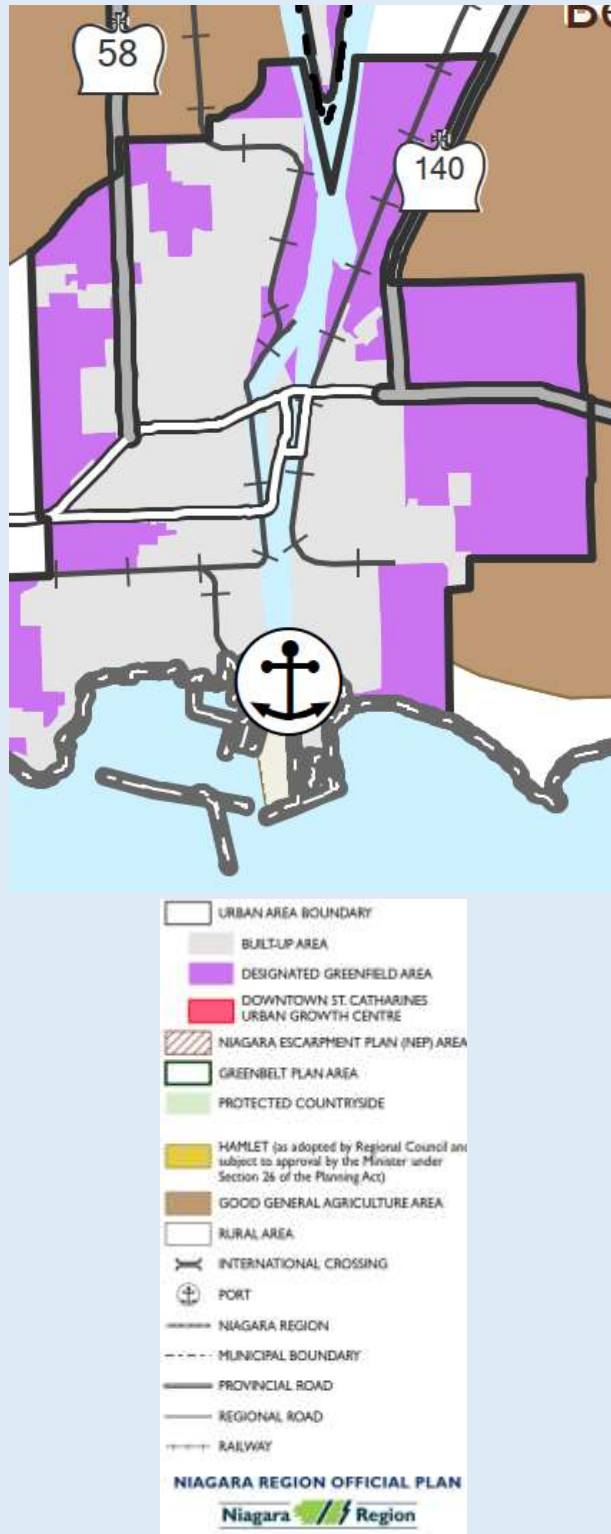 Be
58
140
URBAN AREA BOUNDARY
BUILT-UP AREA
DESIGNATED GREENFIELD AREA
DOWNTOWN ST. CATHARINES
URBAN GROWTH CENTRE
NIAGARA ESCARPMENT PLAN (NEP) AREA
GREENBELT PLAN AREA
PROTECTED COUNTRYSIDE
HAMLET (as adopted by Regional Council and
subject to approval by the Minister under
Section 26 of the Planning Act)
GOOD GENERAL AGRICULTURE AREA
RURAL AREA
INTERNATIONAL CROSSING
PORT
NIAGARA REGION
MUNICIPAL BOUNDARY
PROVINCIAL ROAD
REGIONAL ROAD
RAILWAY
NIAGARA REGION OFFICIAL PLAN
Niagara Region